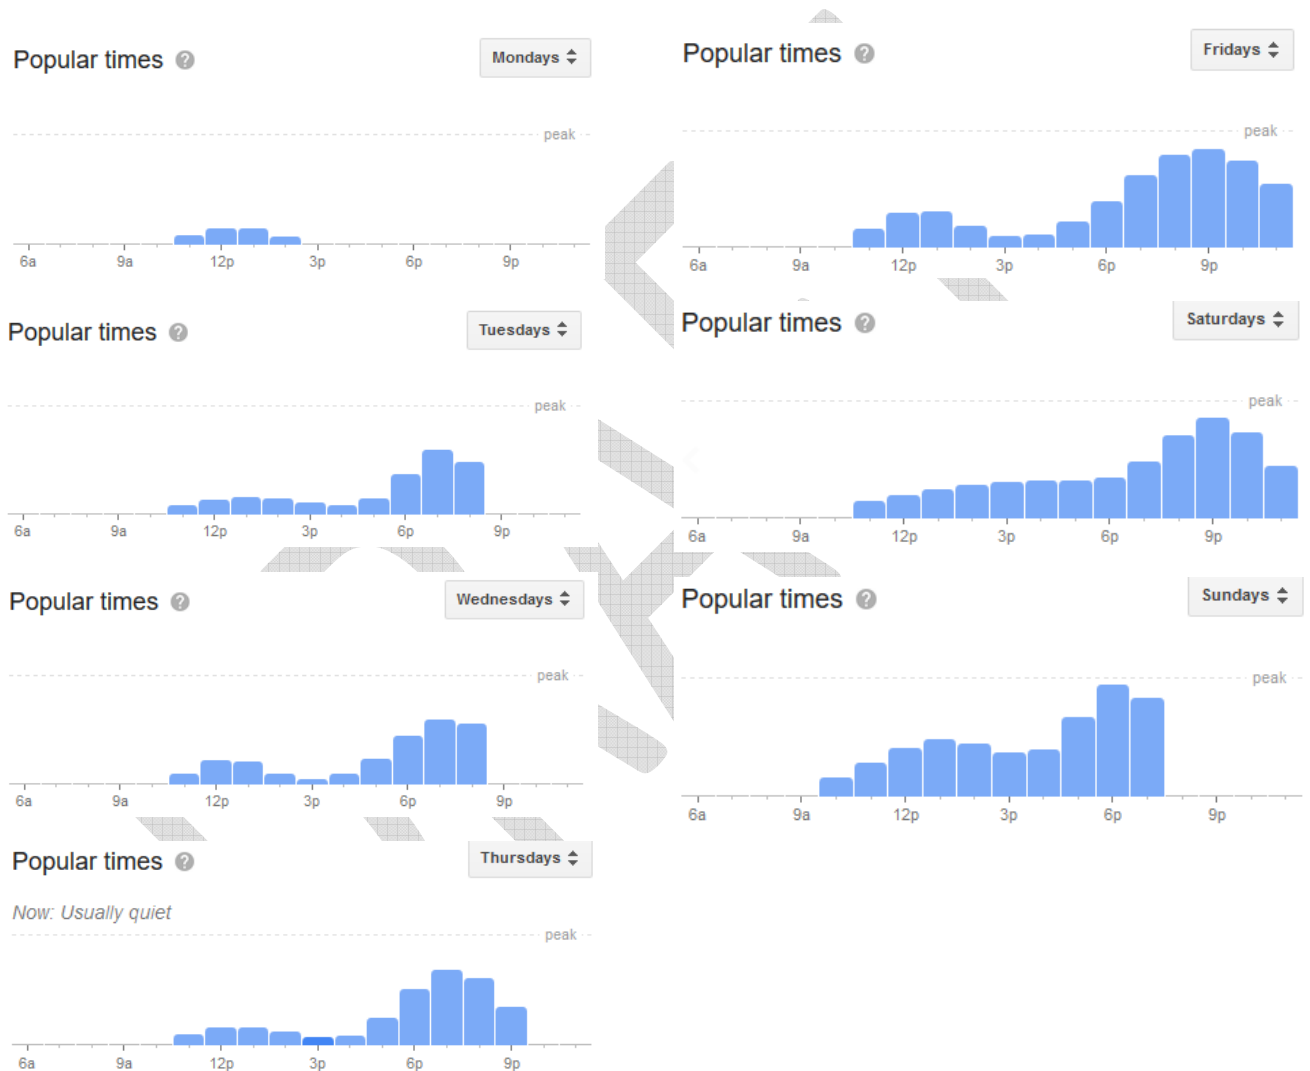 Popular times ? Mondays
peak
6a 9a 12p 3p 6p 9p
Popular times ? Tuesdays
peak
6a 9a 12p 3p 6p 9p
Popular times ? Wednesdays
peak
6a 9a 12p 3p 6p 9p
Popular times ? Thursdays
Now: Usually quiet
peak
6a 9a 12p 3p 6p 9p
Popular times ? Fridays
peak
6a 9a 12p 3p 6p 9p
Popular times ? Saturdays
peak
6a 9a 12p 3p 6p 9p
Popular times ? Sundays
peak
6a 9a 12p 3p 6p 9p